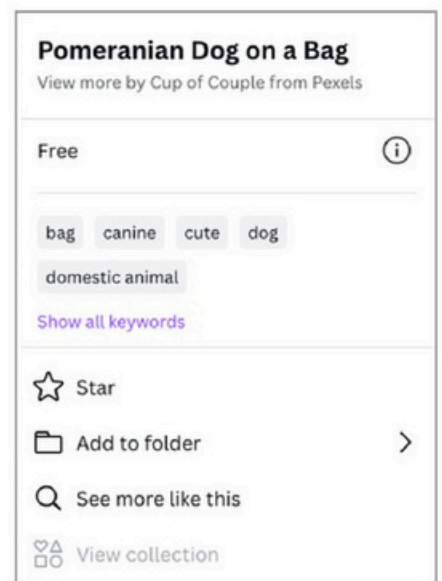 Pomeranian Dog on a Bag
View more by Cup of Couple from Pexels
Free
bag canine cute dog
domestic animal
Show all keywords
Star
Add to folder
See more like this
View collection